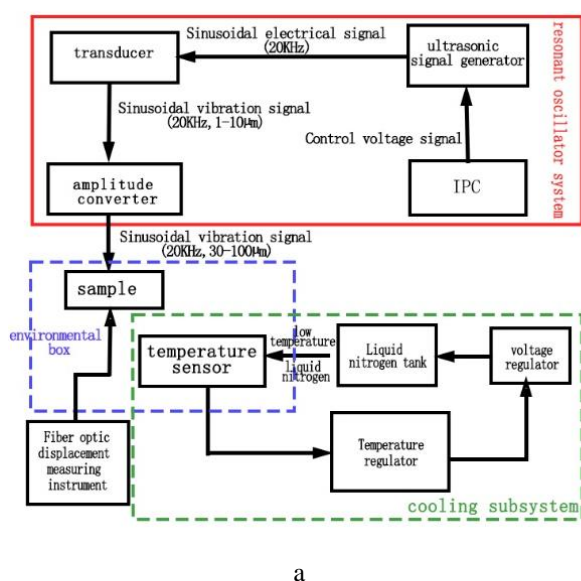 Sinusoidal electrical signal
(20KHz)
transducer
ultrasonic
signal generator
resonant oscillator system
Sinusoidal vibration signal
(20KHz, 1-10μm)
Control voltage signal
IPC
amplitude
converter
Sinusoidal vibration signal
(20KHz, 30-100μm)
sample
environmental
box
temperature
sensor
low
temperature
liquid
nitrogen
Liquid
nitrogen tank
voltage
regulator
Fiber optic
displacement
measuring
instrument
Temperature
regulator
cooling subsystem
a